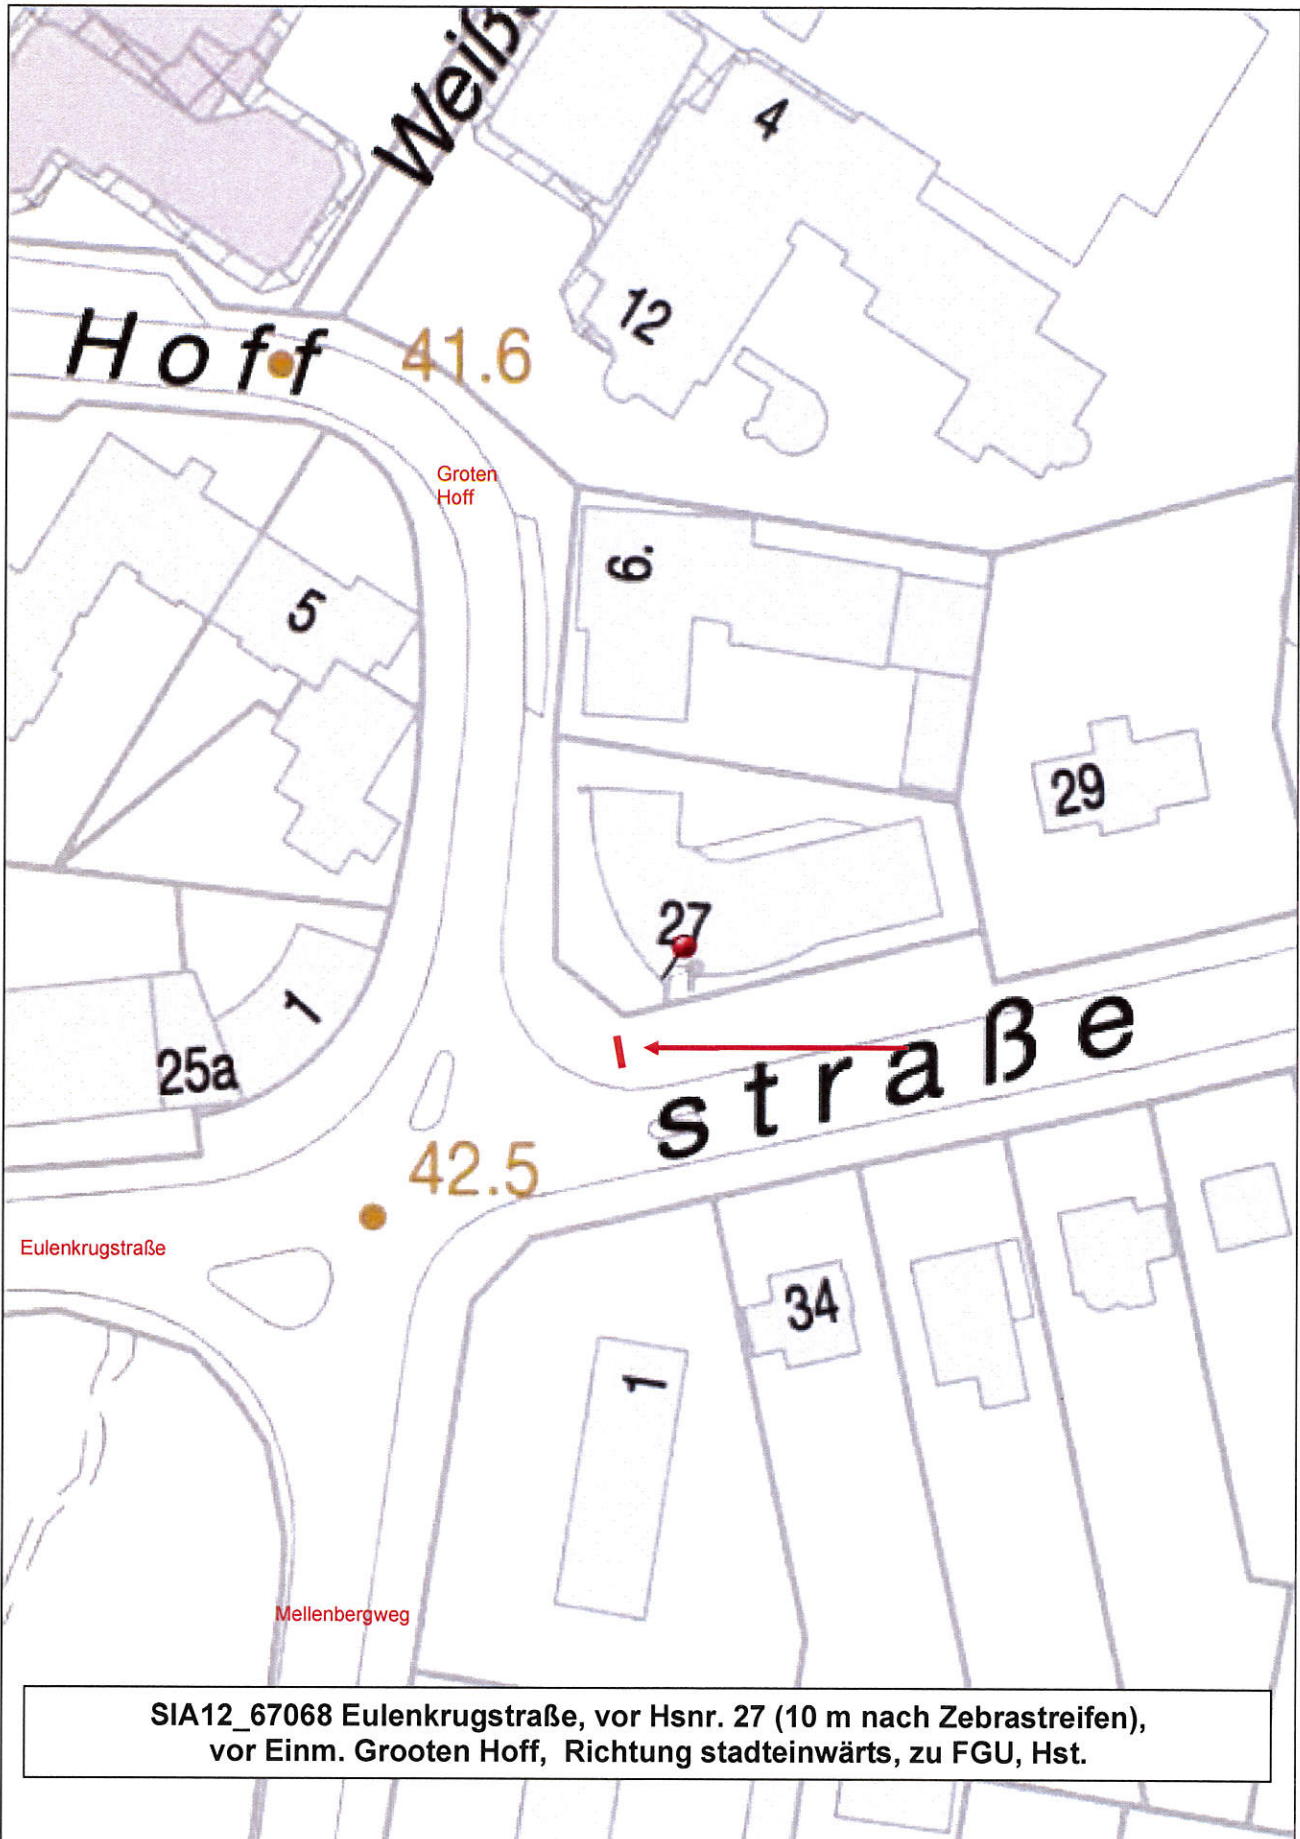 Weiß
4
12
Hoff
41.6
Groten
Hoff
6.
5
29
27
1
straße
25a
42.5
Eulenkrugstraße
34
1
Mellenbergweg
SIA12_67068 Eulenkrugstraße, vor Hsnr. 27 (10 m nach Zebrastreifen),
vor Einm. Grooten Hoff, Richtung stadteinwärts, zu FGU, Hst.